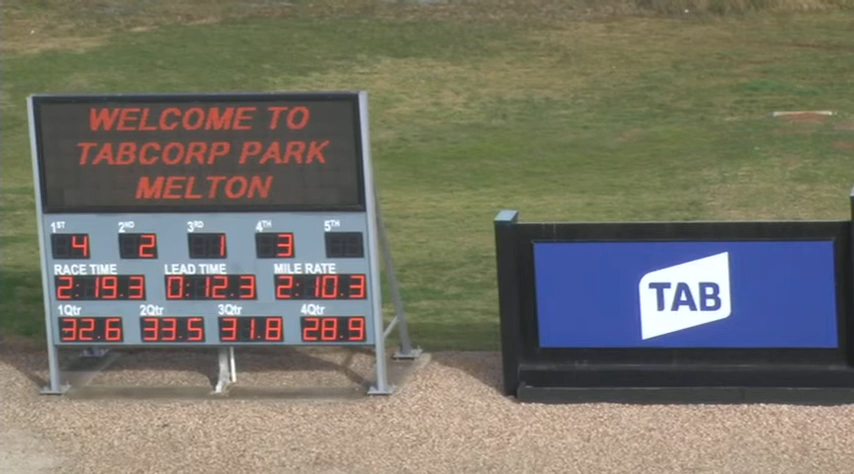 WELCOME TO
TABCORP PARK
MELTON
1ST 2ND 3RD 4TH 5TH
4 2 1 3
RACE TIME LEAD TIME MILE RATE
2:19.3 0:12.3 2:10.3
1Qtr 2Qtr 3Qtr 4Qtr
32.6 33.5 31.8 28.9
TAB